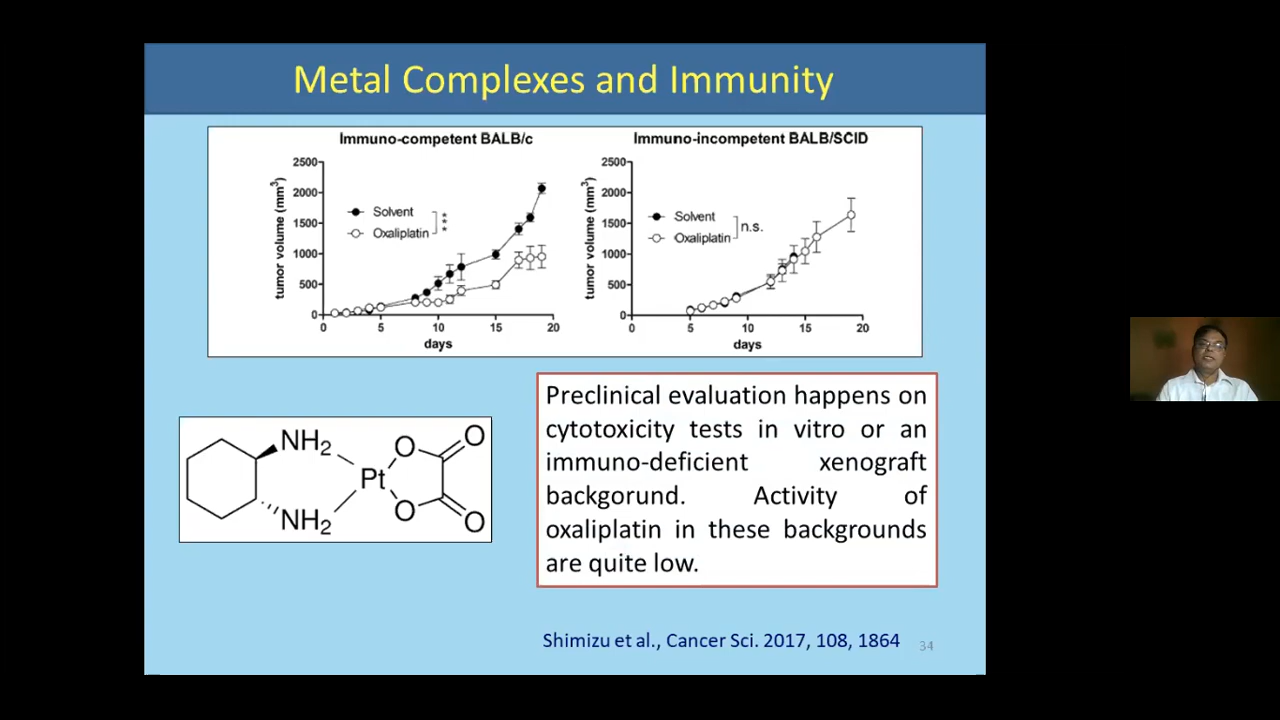 Metal Complexes and Immunity
Immuno-competent BALB/c
2500
2000
1500
1000
500
0
tumor volume (mm³)
Solvent
Oxaliplatin
***
0 5 10 15 20
days
Immuno-incompetent BALB/SCID
2500
2000
1500
1000
500
0
tumor volume (mm³)
Solvent
Oxaliplatin
n.s.
0 5 10 15 20
days
NH2
NH2
Pt
O
O
O
O
Preclinical evaluation happens on
cytotoxicity tests in vitro or an
immuno-deficient xenograft
backgorund. Activity of
oxaliplatin in these backgrounds
are quite low.
Shimizu et al., Cancer Sci. 2017, 108, 1864
34